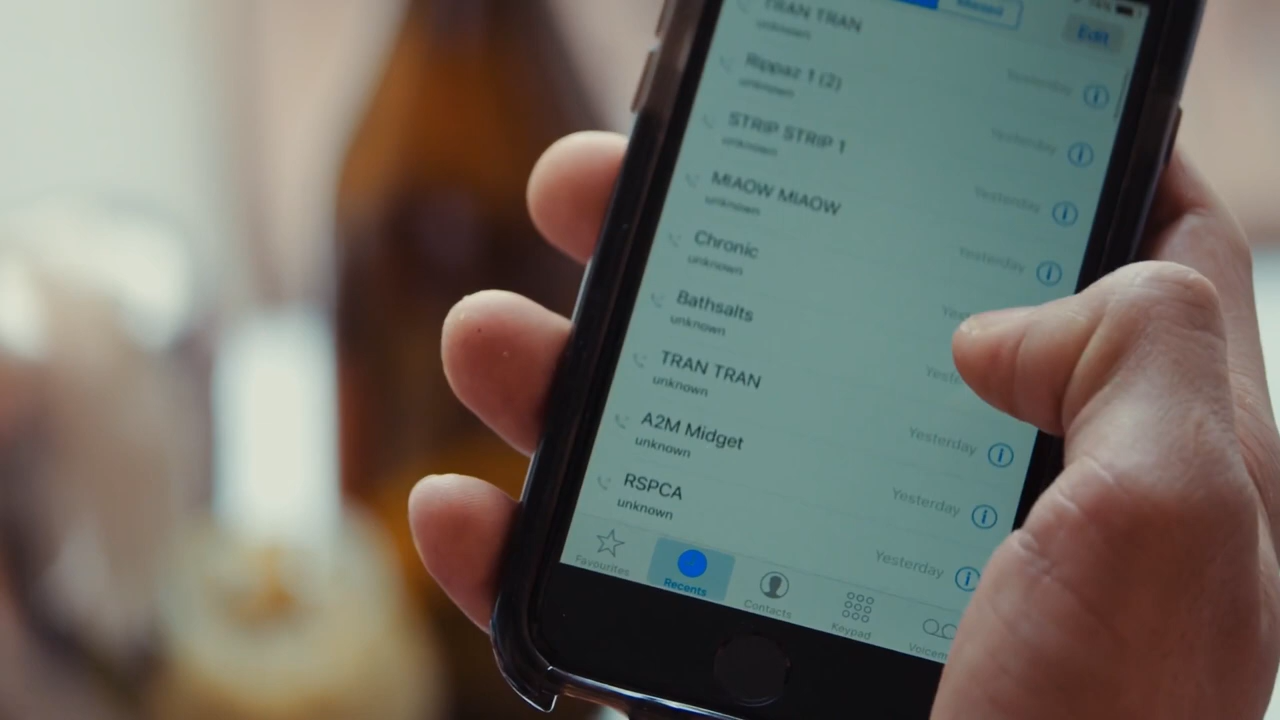 Missed
Edit
TRAN TRAN
unknown
Yesterday
Rippaz 1 (2)
unknown
Yesterday
STRIP STRIP 1
unknown
Yesterday
MIAOW MIAOW
unknown
Yesterday
Chronic
unknown
Bathsalts
unknown
TRAN TRAN
unknown
Yesterday
A2M Midget
unknown
Yesterday
RSPCA
unknown
Yesterday
Favourites
Recents
Contacts
Keypad